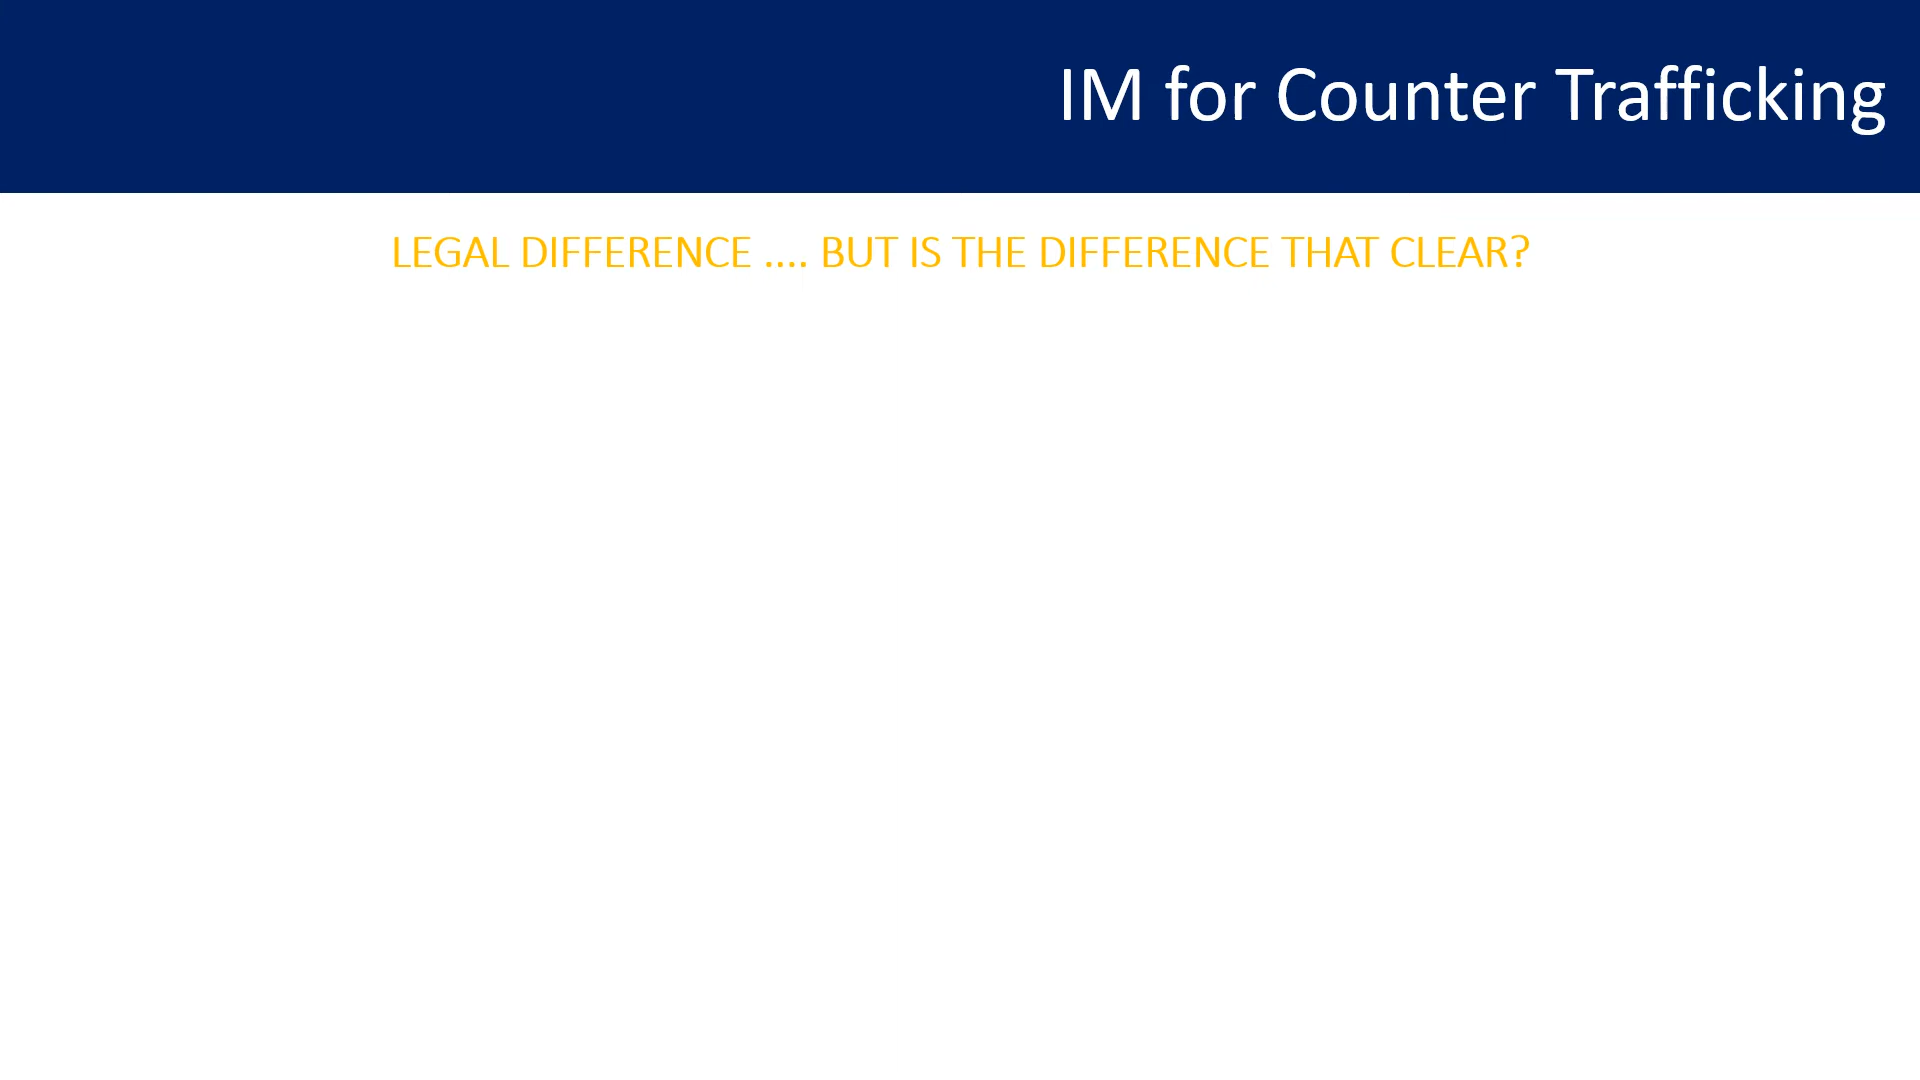 IM for Counter Trafficking
LEGAL DIFFERENCE .... BUT IS THE DIFFERENCE THAT CLEAR?